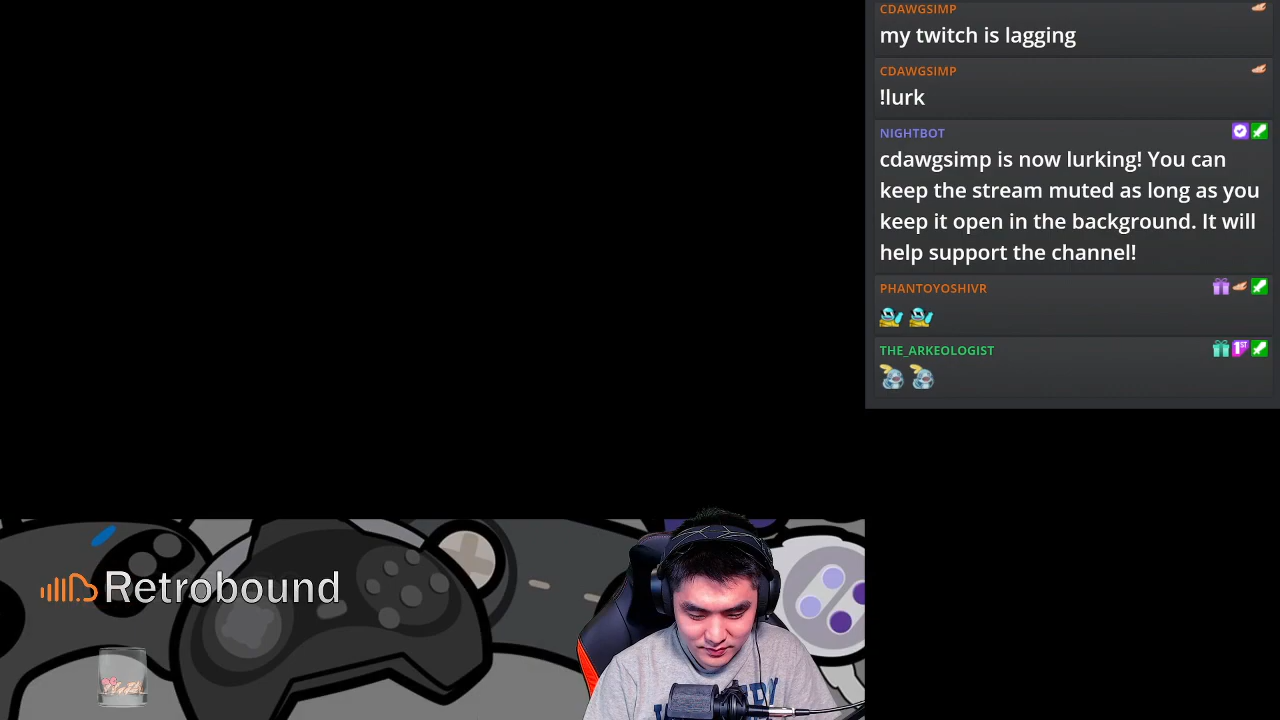 CDAWGSIMP
my twitch is lagging
CDAWGSIMP
!lurk
NIGHTBOT
cdawgsimp is now lurking! You can
keep the stream muted as long as you
keep it open in the background. It will
help support the channel!
PHANTOYOSHIVR
THE_ARKEOLOGIST
1ST
Retrobound